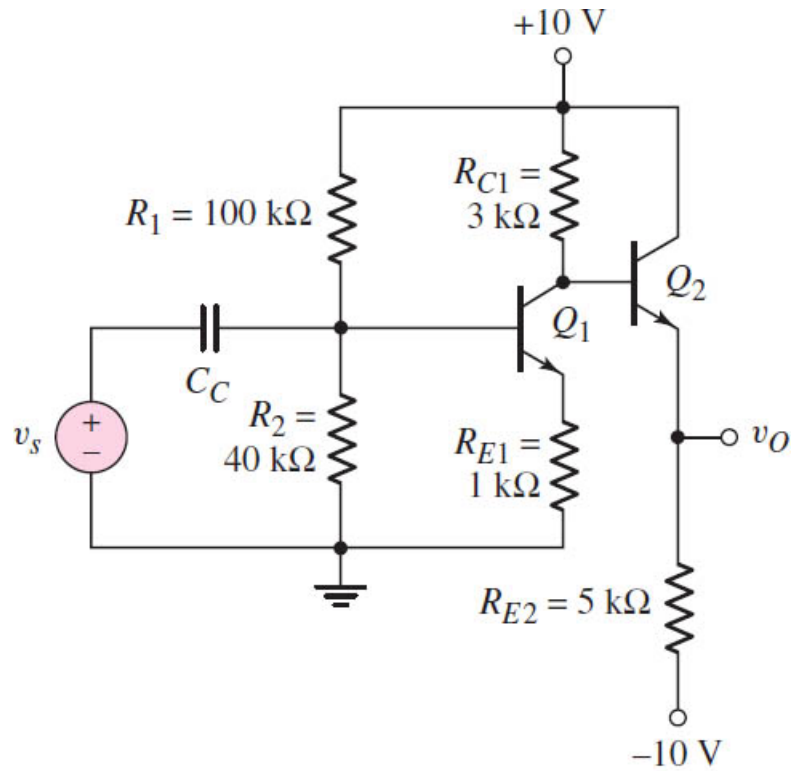 +10 V
R_{C1} =
3 kΩ
R_1 = 100 kΩ
Q_2
Q_1
C_C
v_s
+
−
R_2 =
40 kΩ
R_{E1} =
1 kΩ
v_O
R_{E2} = 5 kΩ
−10 V